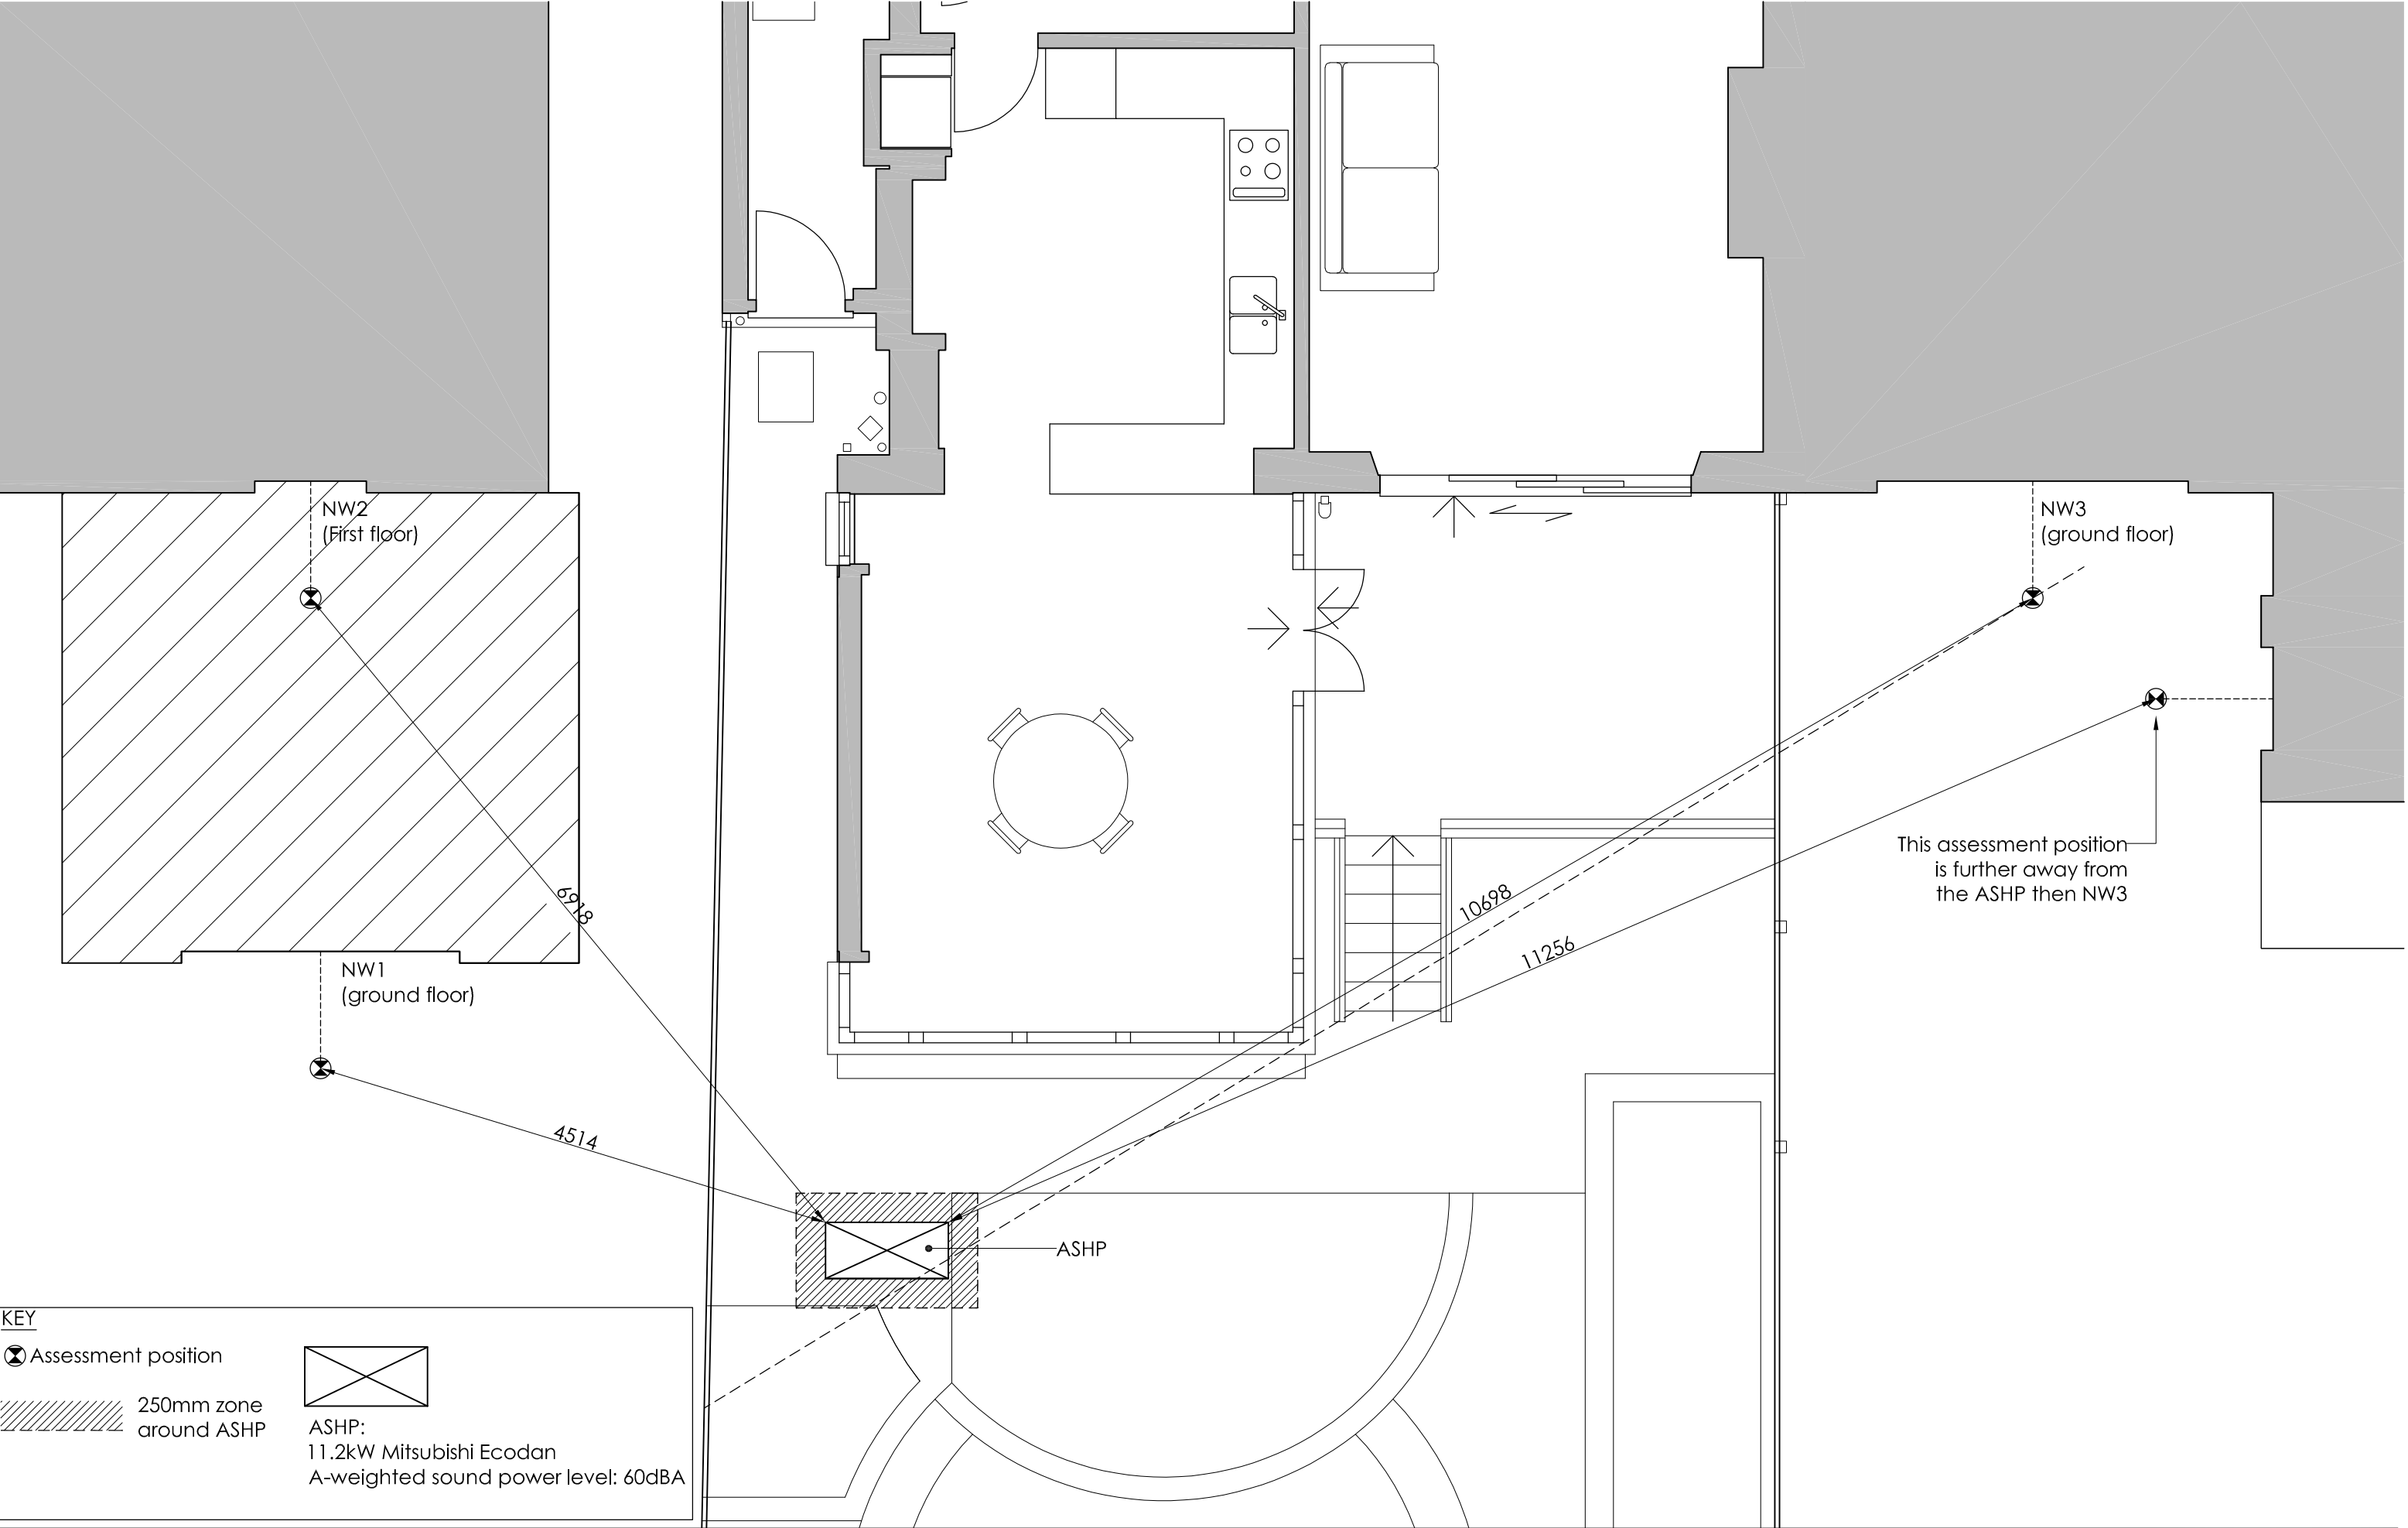 NW2
(First floor)
NW3
(ground floor)
This assessment position
is further away from
the ASHP then NW3
6918
10698
11256
NW1
(ground floor)
4514
ASHP
KEY
Assessment position
250mm zone
around ASHP
ASHP:
11.2kW Mitsubishi Ecodan
A-weighted sound power level: 60dBA